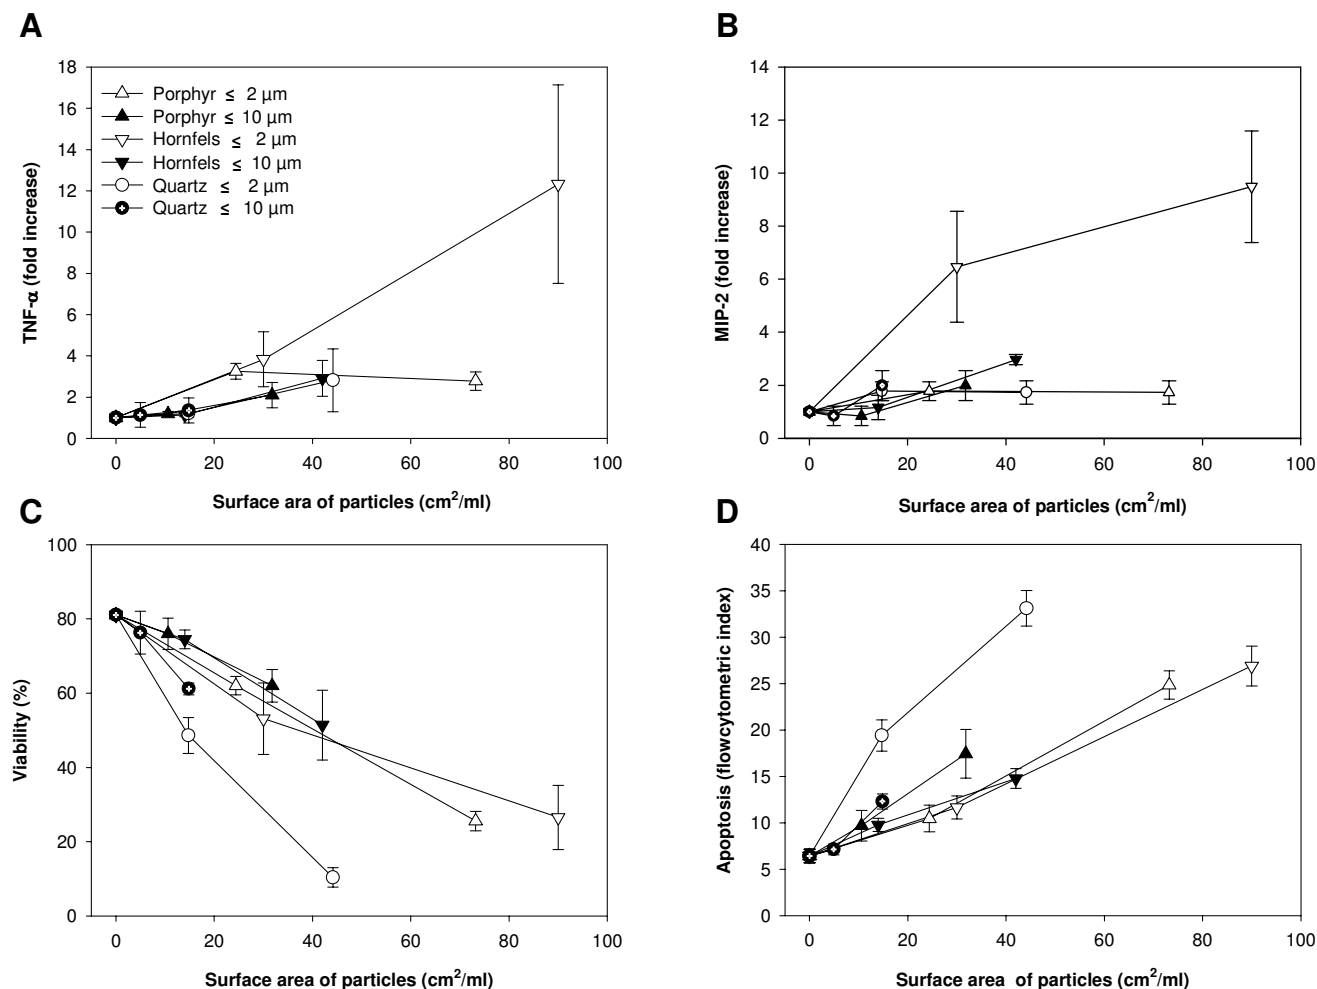 A
TNF-α (fold increase)
18
16
14
12
10
8
6
4
2
0
Porphyr ≤ 2 µm
Porphyr ≤ 10 µm
Hornfels ≤ 2 µm
Hornfels ≤ 10 µm
Quartz ≤ 2 µm
Quartz ≤ 10 µm
0 20 40 60 80 100
Surface ara of particles (cm²/ml)
B
MIP-2 (fold increase)
14
12
10
8
6
4
2
0
0 20 40 60 80 100
Surface area of particles (cm²/ml)
C
Viability (%)
100
80
60
40
20
0
0 20 40 60 80 100
Surface area of particles (cm²/ml)
D
Apoptosis (flowcytometric index)
40
35
30
25
20
15
10
5
0
0 20 40 60 80 100
Surface area of particles (cm²/ml)